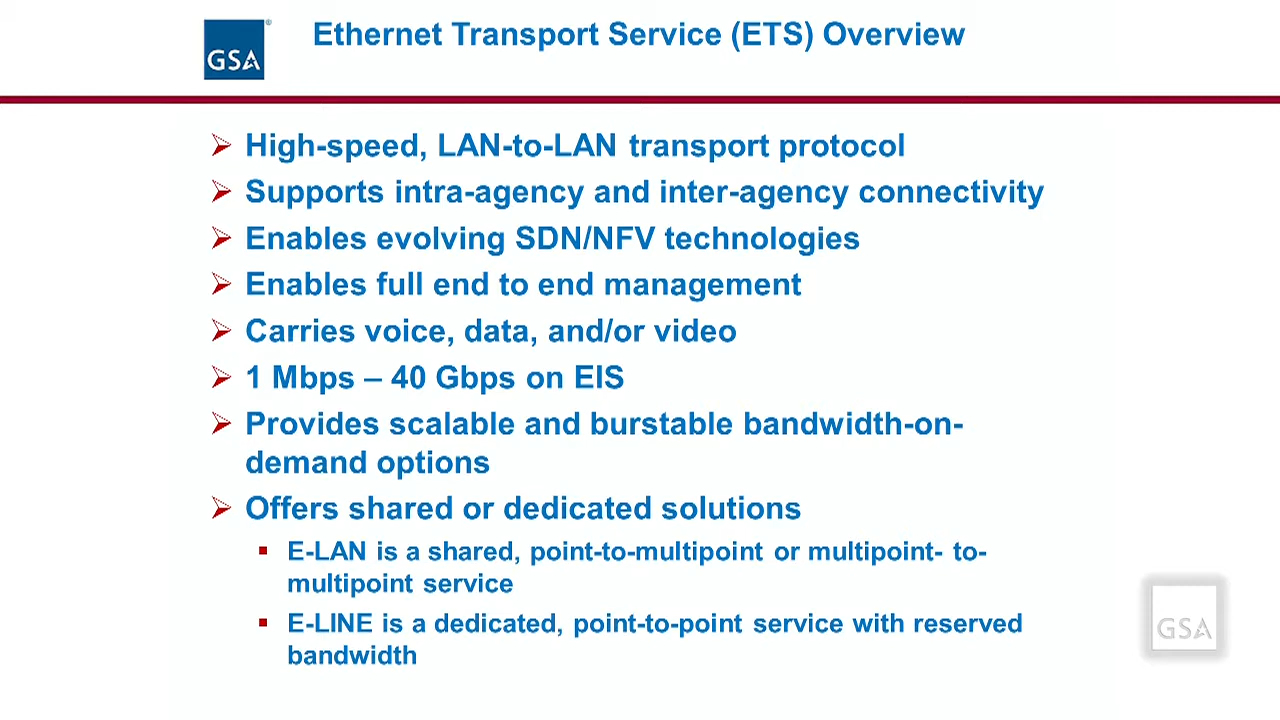 GSA
Ethernet Transport Service (ETS) Overview
High-speed, LAN-to-LAN transport protocol
Supports intra-agency and inter-agency connectivity
Enables evolving SDN/NFV technologies
Enables full end to end management
Carries voice, data, and/or video
1 Mbps – 40 Gbps on EIS
Provides scalable and burstable bandwidth-on-
demand options
Offers shared or dedicated solutions
E-LAN is a shared, point-to-multipoint or multipoint- to-
multipoint service
E-LINE is a dedicated, point-to-point service with reserved
bandwidth
GSA